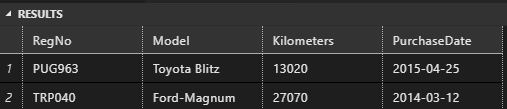 RESULTS
RegNo Model Kilometers PurchaseDate
1 PUG963 Toyota Blitz 13020 2015-04-25
2 TRP040 Ford-Magnum 27070 2014-03-12